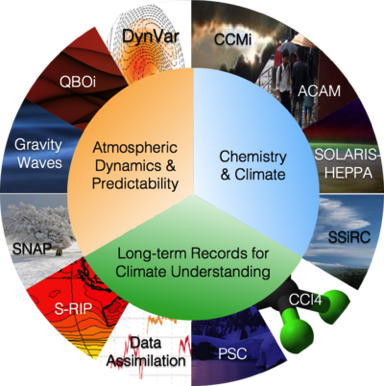 DynVar
CCMi
QBOi
ACAM
Gravity
Waves
Atmospheric
Dynamics &
Predictability
Chemistry
& Climate
SOLARIS-
HEPPA
SNAP
SSiRC
Long-term Records for
Climate Understanding
S-RIP
CCl4
Data
Assimilation
PSC